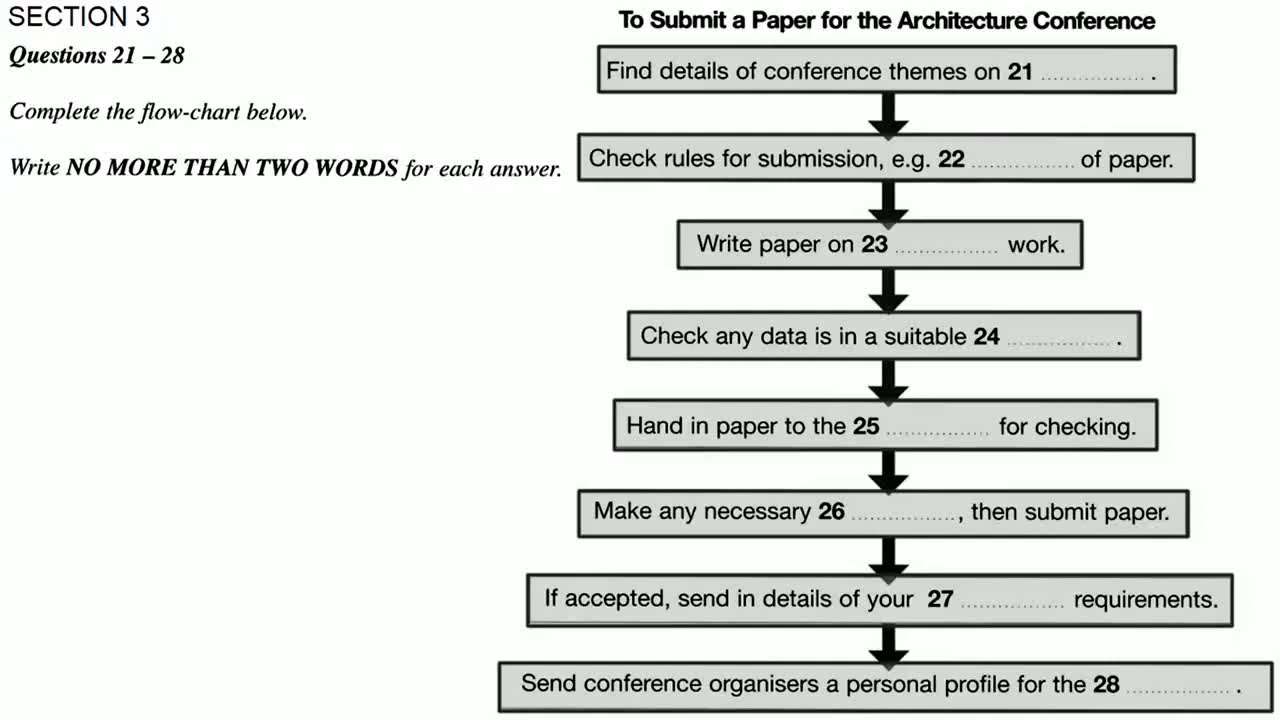 SECTION 3
Questions 21 – 28
Complete the flow-chart below.
Write NO MORE THAN TWO WORDS for each answer.
To Submit a Paper for the Architecture Conference
Find details of conference themes on 21 .................. .
Check rules for submission, e.g. 22 .................. of paper.
Write paper on 23 .................. work.
Check any data is in a suitable 24 .................. .
Hand in paper to the 25 .................. for checking.
Make any necessary 26 .................. , then submit paper.
If accepted, send in details of your 27 .................. requirements.
Send conference organisers a personal profile for the 28 .................. .